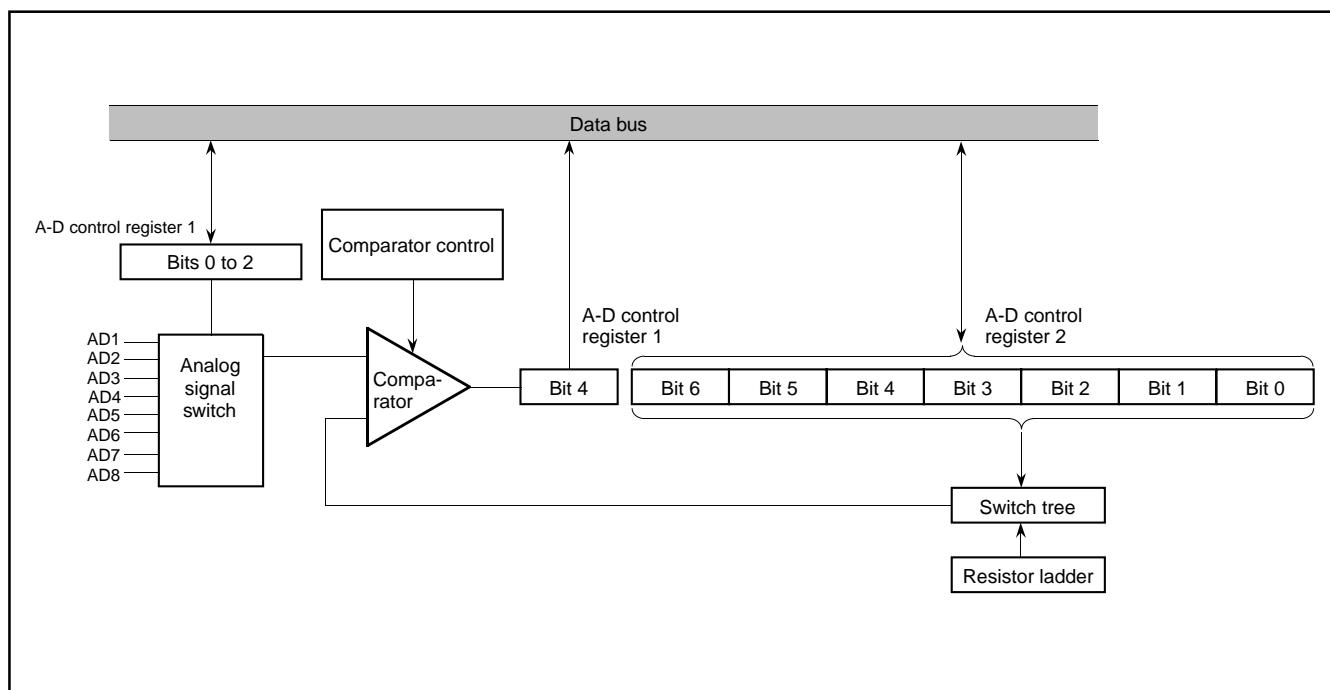 Data bus
A-D control register 1
Bits 0 to 2
Comparator control
AD1
AD2
AD3
AD4
AD5
AD6
AD7
AD8
Analog
signal
switch
Compa-
rator
A-D control
register 1
Bit 4
A-D control
register 2
Bit 6 Bit 5 Bit 4 Bit 3 Bit 2 Bit 1 Bit 0
Switch tree
Resistor ladder